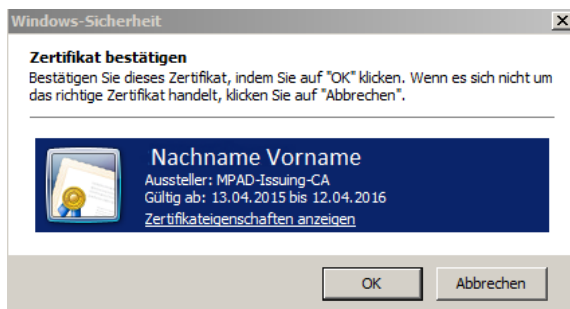 Windows-Sicherheit
Zertifikat bestätigen
Bestätigen Sie dieses Zertifikat, indem Sie auf "OK" klicken. Wenn es sich nicht um
das richtige Zertifikat handelt, klicken Sie auf "Abbrechen".
Nachname Vorname
Aussteller: MPAD-Issuing-CA
Gültig ab: 13.04.2015 bis 12.04.2016
Zertifikateigenschaften anzeigen
OK Abbrechen